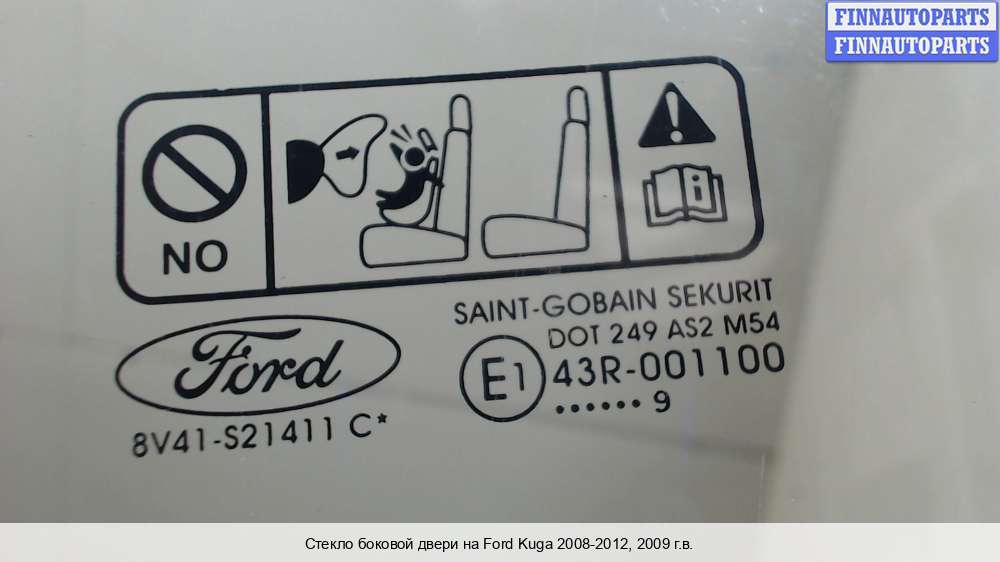 FINNAUTOPARTS
FINNAUTOPARTS
NO
i
SAINT-GOBAIN SEKURIT
DOT 249 AS2 M54
E1 43R-001100
•••••• 9
Ford
8V41-S21411 C*
Стекло боковой двери на Ford Kuga 2008-2012, 2009 г.в.